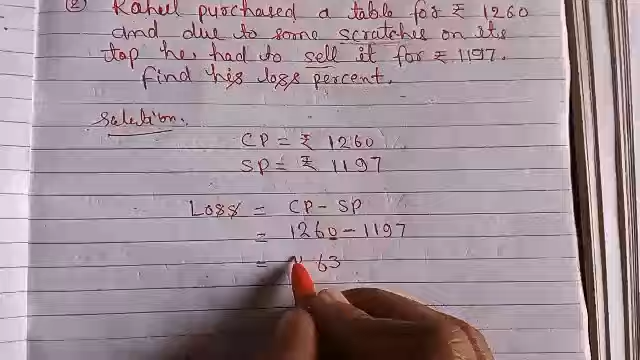 ② Rahul purchased a table for ₹ 1260
and due to some scratches on its
top he had to sell it for ₹ 1197.
Find his loss percent.
Solution.
CP = ₹ 1260
SP = ₹ 1197
Loss = CP - SP
= 1260 - 1197
= 63